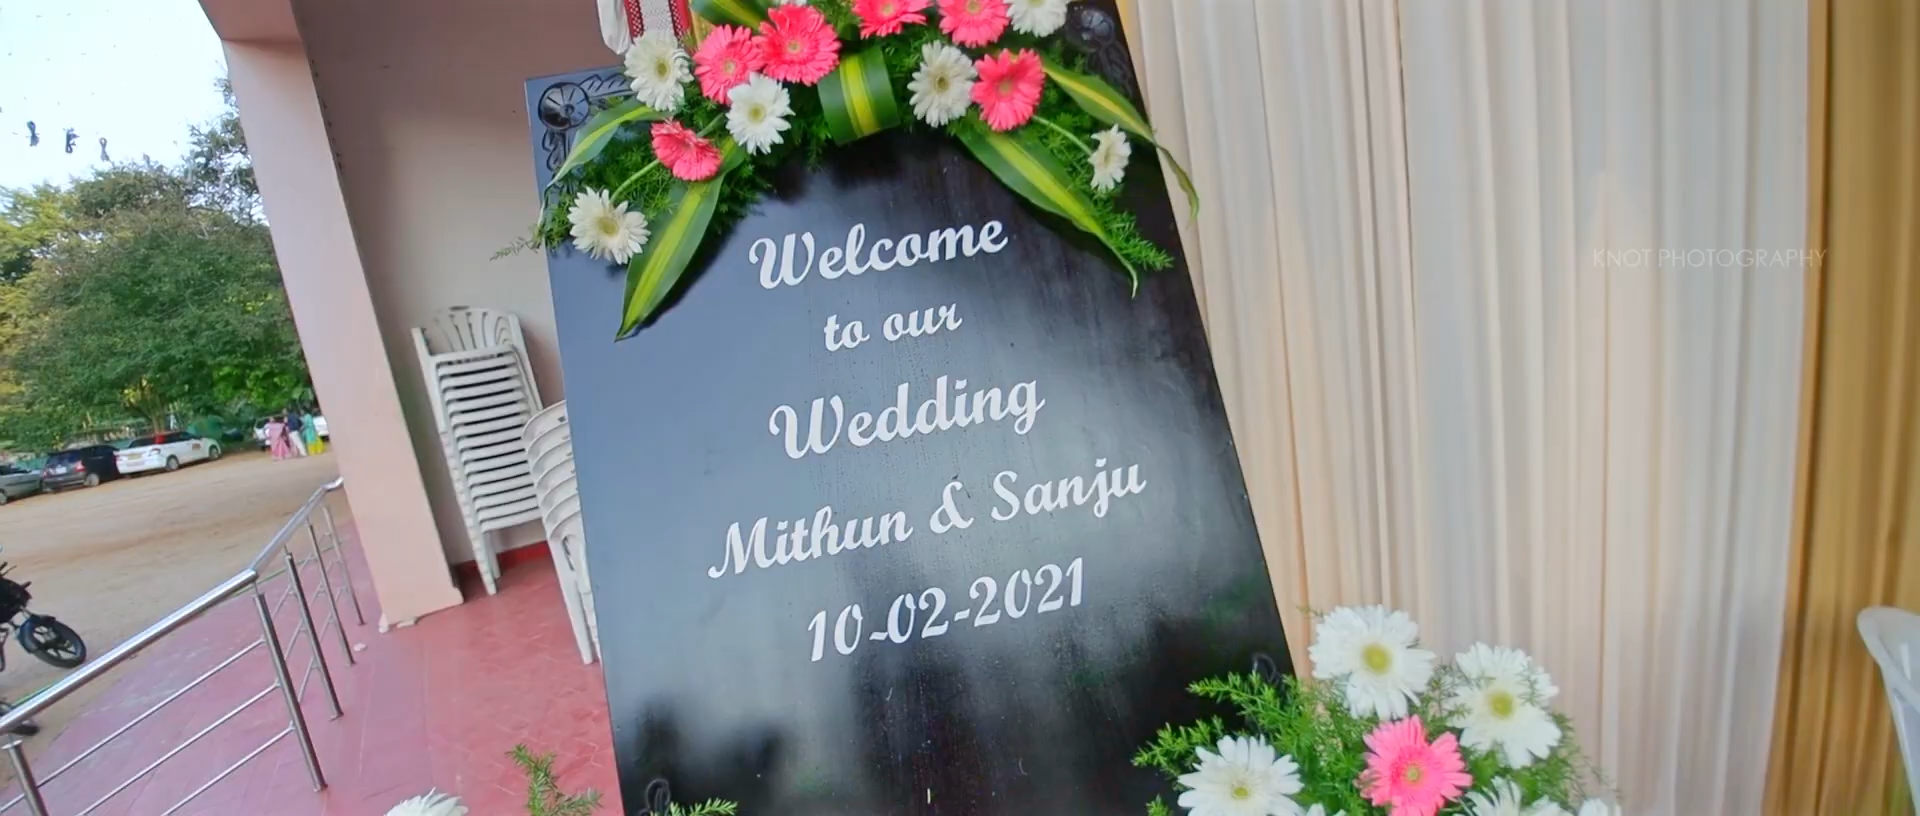 Welcome
to our
Wedding
Mithun & Sanju
10-02-2021
KNOT PHOTOGRAPHY